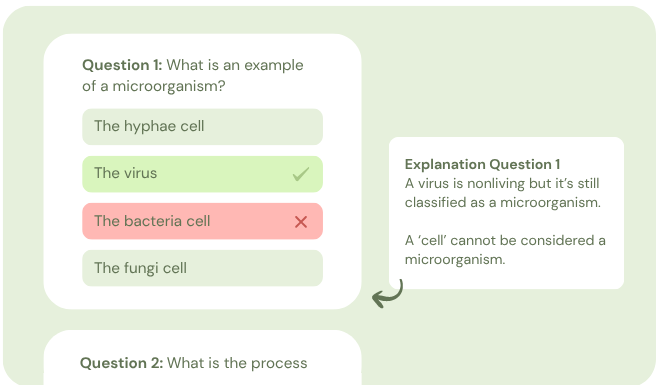 Question 1: What is an example
of a microorganism?
The hyphae cell
The virus
The bacteria cell
The fungi cell
Explanation Question 1
A virus is nonliving but it’s still
classified as a microorganism.
A ‘cell’ cannot be considered a
microorganism.
Question 2: What is the process